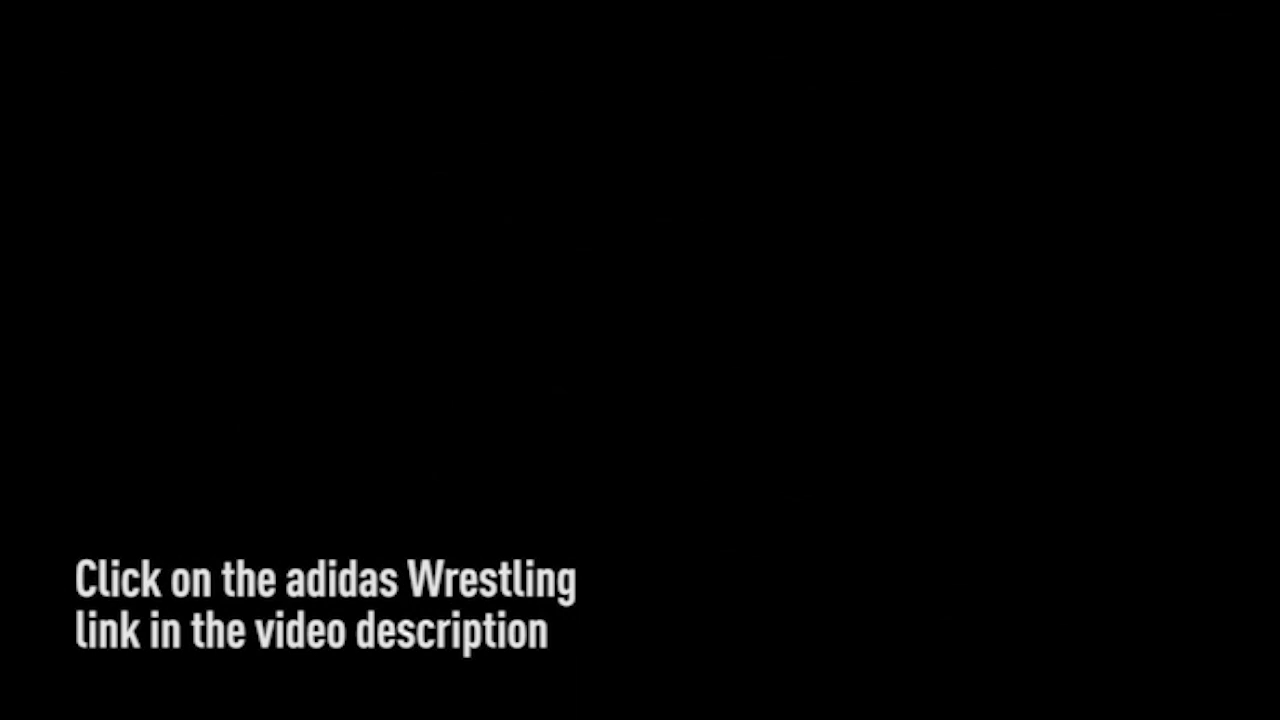 Click on the adidas Wrestling
link in the video description